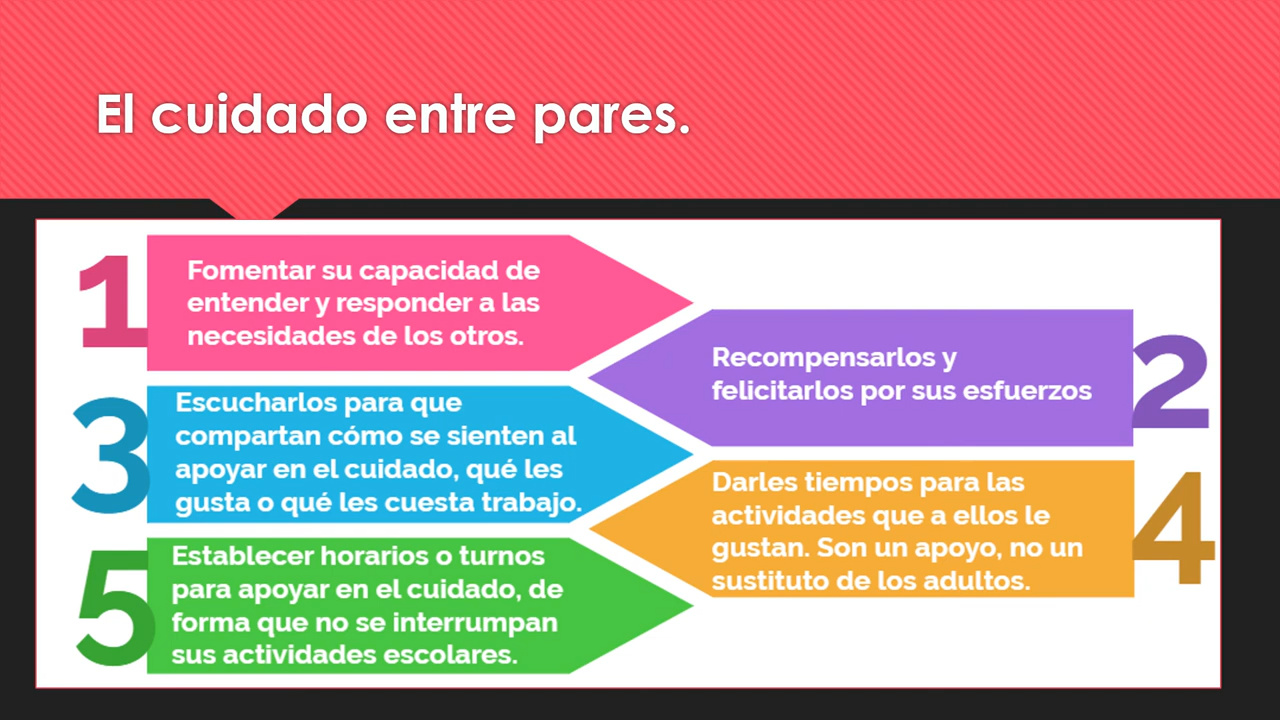 El cuidado entre pares.
1
Fomentar su capacidad de
entender y responder a las
necesidades de los otros.
2
Recompensarlos y
felicitarlos por sus esfuerzos
3
Escucharlos para que
compartan cómo se sienten al
apoyar en el cuidado, qué les
gusta o qué les cuesta trabajo.
4
Darles tiempos para las
actividades que a ellos le
gustan. Son un apoyo, no un
sustituto de los adultos.
5
Establecer horarios o turnos
para apoyar en el cuidado, de
forma que no se interrumpan
sus actividades escolares.